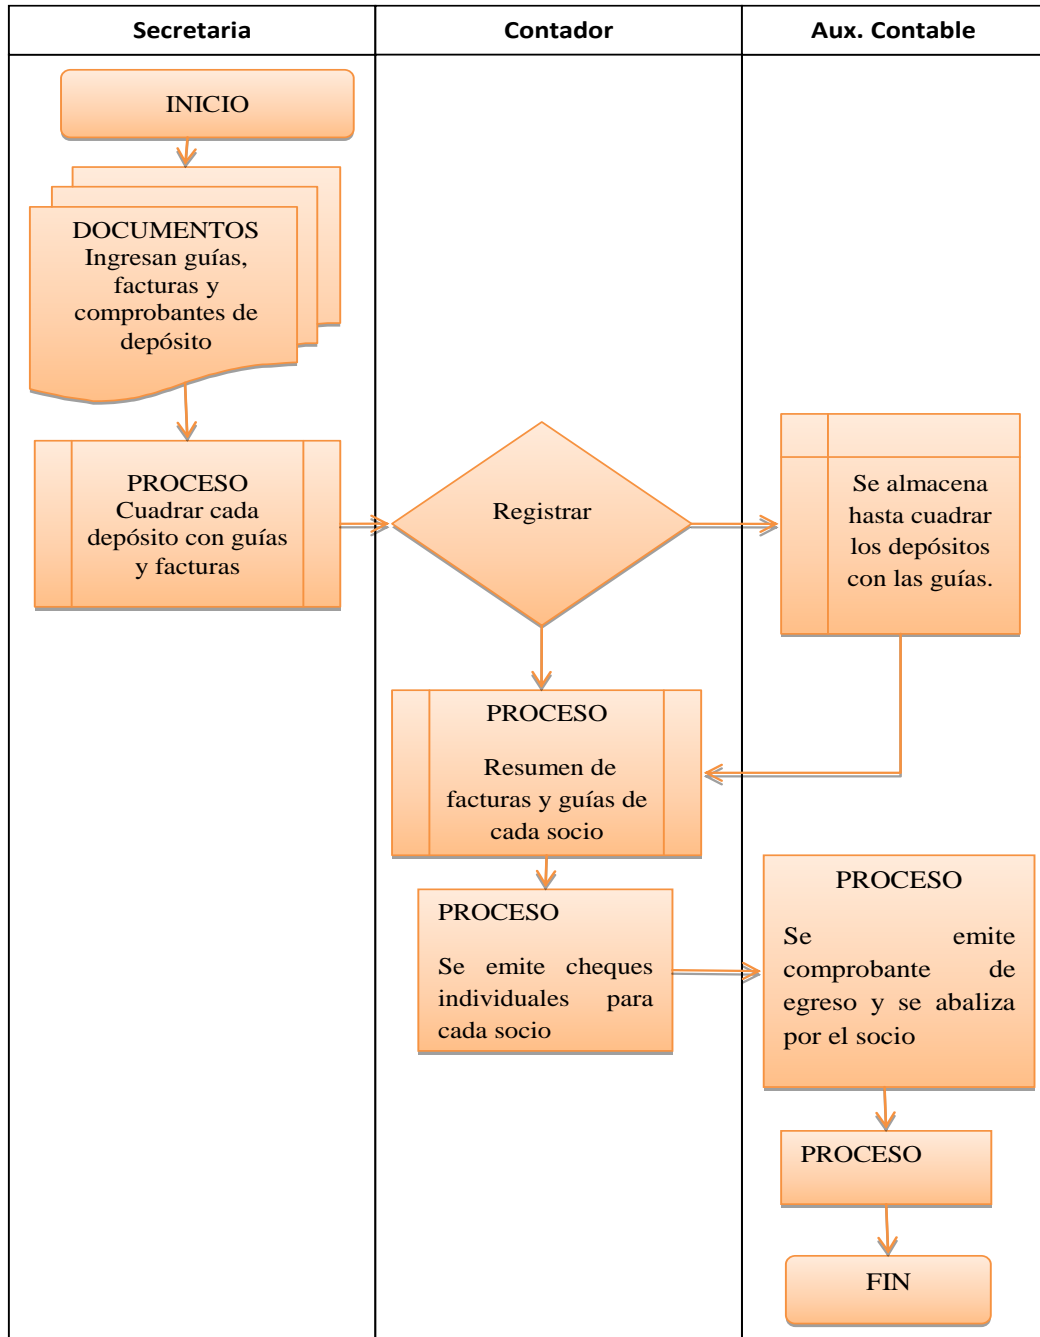 Secretaria
Contador
Aux. Contable
INICIO
DOCUMENTOS
Ingresan guías,
facturas y
comprobantes de
depósito
PROCESO
Cuadrar cada
depósito con guías
y facturas
Registrar
Se almacena
hasta cuadrar
los depósitos
con las guías.
PROCESO
Resumen de
facturas y guías de
cada socio
PROCESO
Se emite cheques
individuales para
cada socio
PROCESO
Se emite
comprobante de
egreso y se abaliza
por el socio
PROCESO
FIN